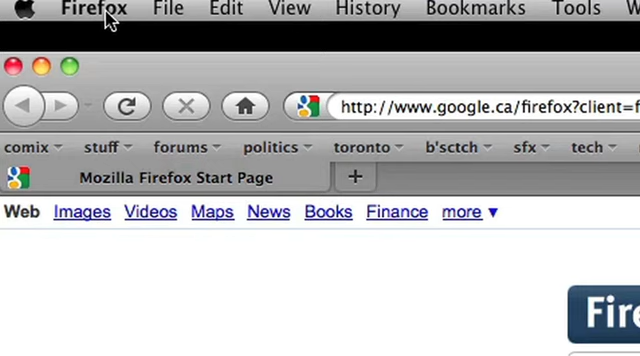 Firefox File Edit View History Bookmarks Tools
http://www.google.ca/firefox?client=f
comix stuff forums politics toronto b'sctch sfx tech
Mozilla Firefox Start Page
Web Images Videos Maps News Books Finance more
Fire